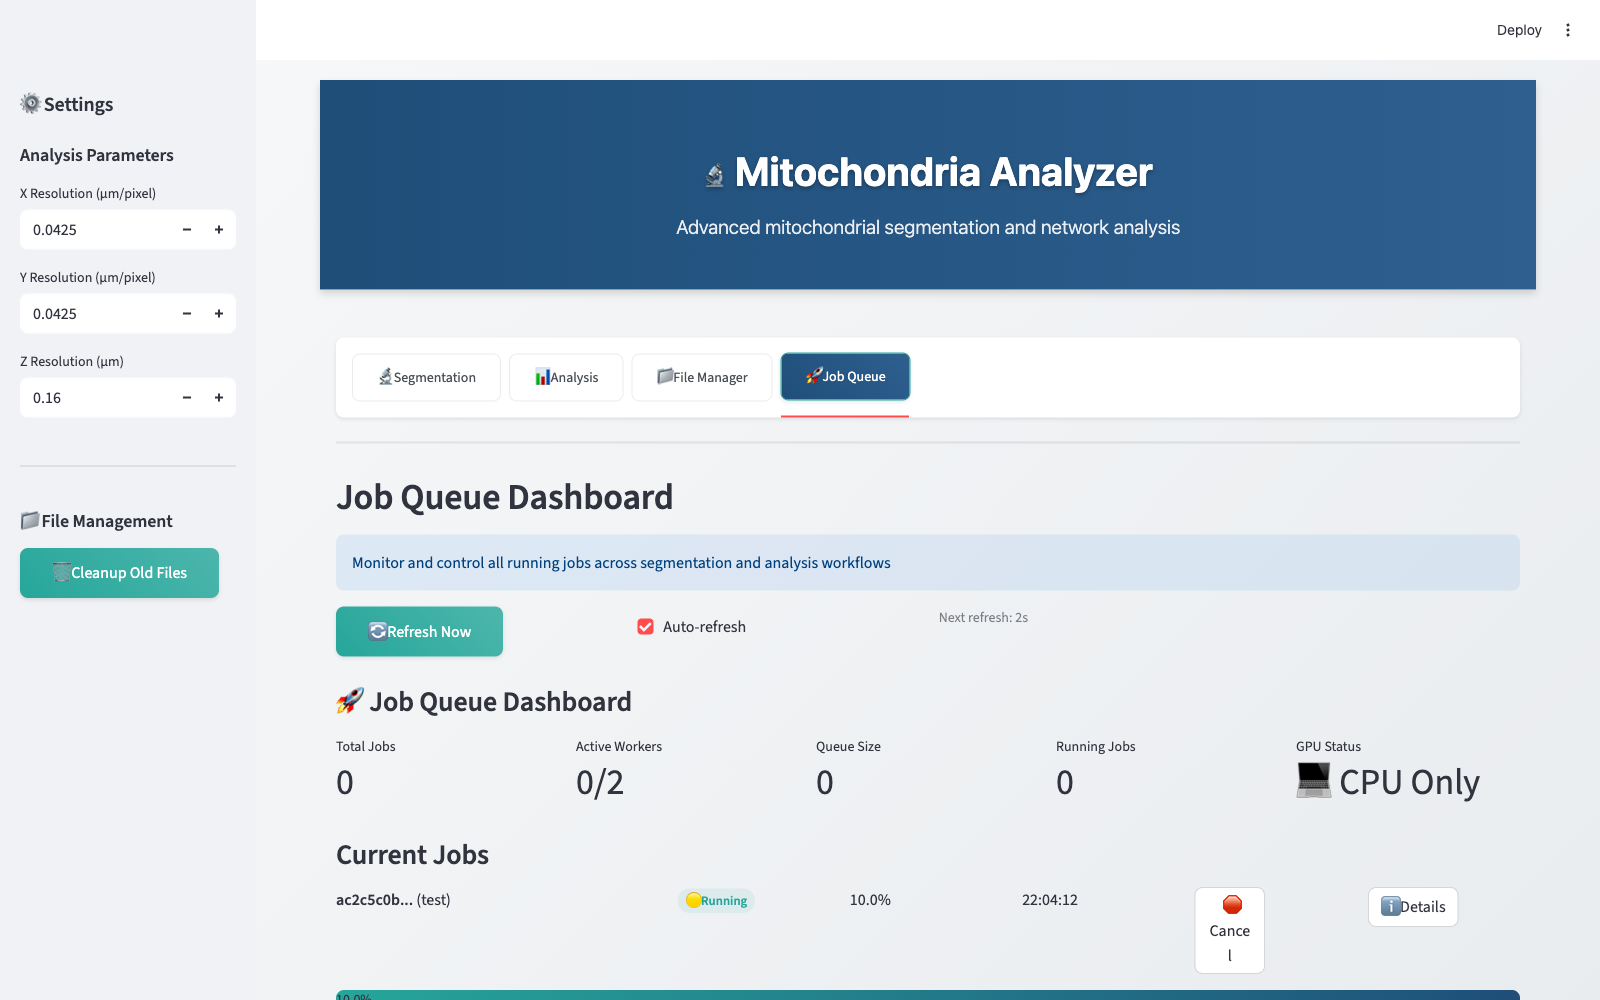 Deploy
Settings
Analysis Parameters
X Resolution (µm/pixel)
0.0425
Y Resolution (µm/pixel)
0.0425
Z Resolution (µm)
0.16
File Management
Cleanup Old Files
Mitochondria Analyzer
Advanced mitochondrial segmentation and network analysis
Segmentation
Analysis
File Manager
Job Queue
Job Queue Dashboard
Monitor and control all running jobs across segmentation and analysis workflows
Refresh Now
Auto-refresh
Next refresh: 2s
Job Queue Dashboard
Total Jobs
0
Active Workers
0/2
Queue Size
0
Running Jobs
0
GPU Status
CPU Only
Current Jobs
ac2c5c0b... (test)
Running
10.0%
22:04:12
Cance
l
Details
10.0%